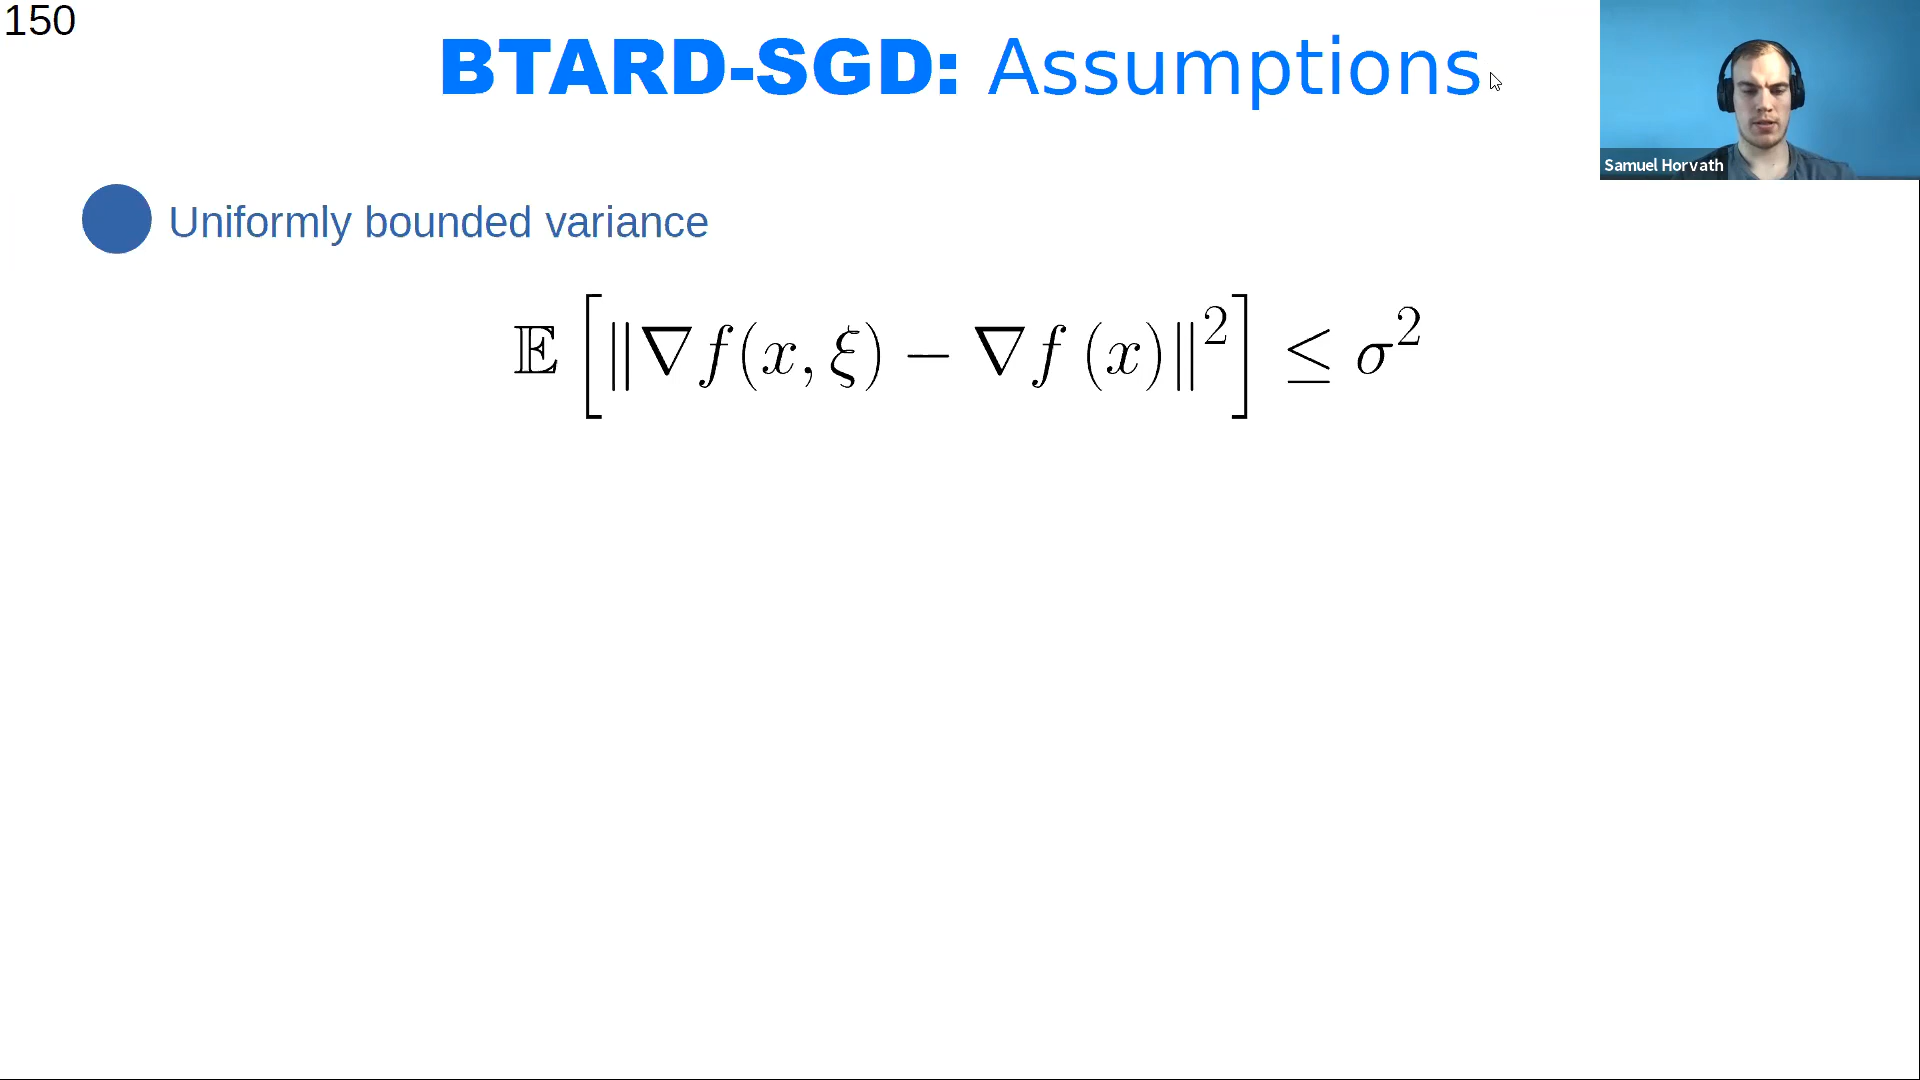 150
BTARD-SGD: Assumptions
Samuel Horvath
Uniformly bounded variance
𝔼 [‖∇f(x, ξ) − ∇f (x)‖²] ≤ σ²